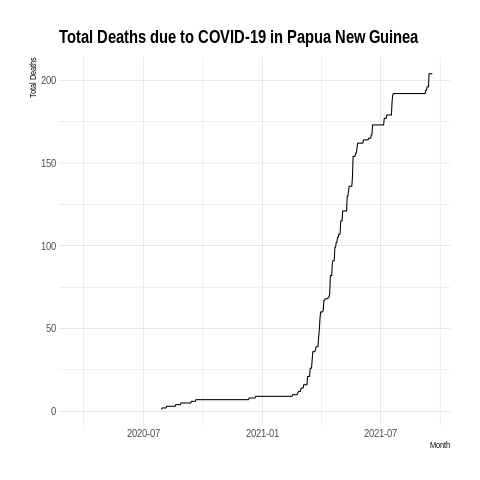 Total Deaths due to COVID-19 in Papua New Guinea
Total Deaths
200
150
100
50
0
2020-07
2021-01
2021-07
Month